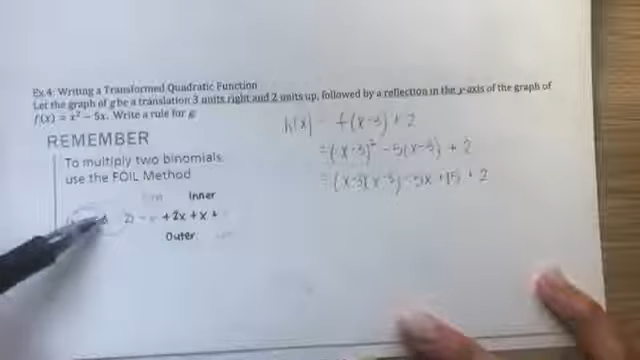 Ex 4: Writing a Transformed Quadratic Function
Let the graph of g be a translation 3 units right and 2 units up, followed by a reflection in the y-axis of the graph of
f(x) = x² − 5x. Write a rule for g
h(x) = f(x-3) + 2
= (x-3)² - 5(x-3) + 2
= (x-3)(x-3) - 5x + 15 + 2
REMEMBER
To multiply two binomials
use the FOIL Method
Inner
+ 2x + x +
Outer